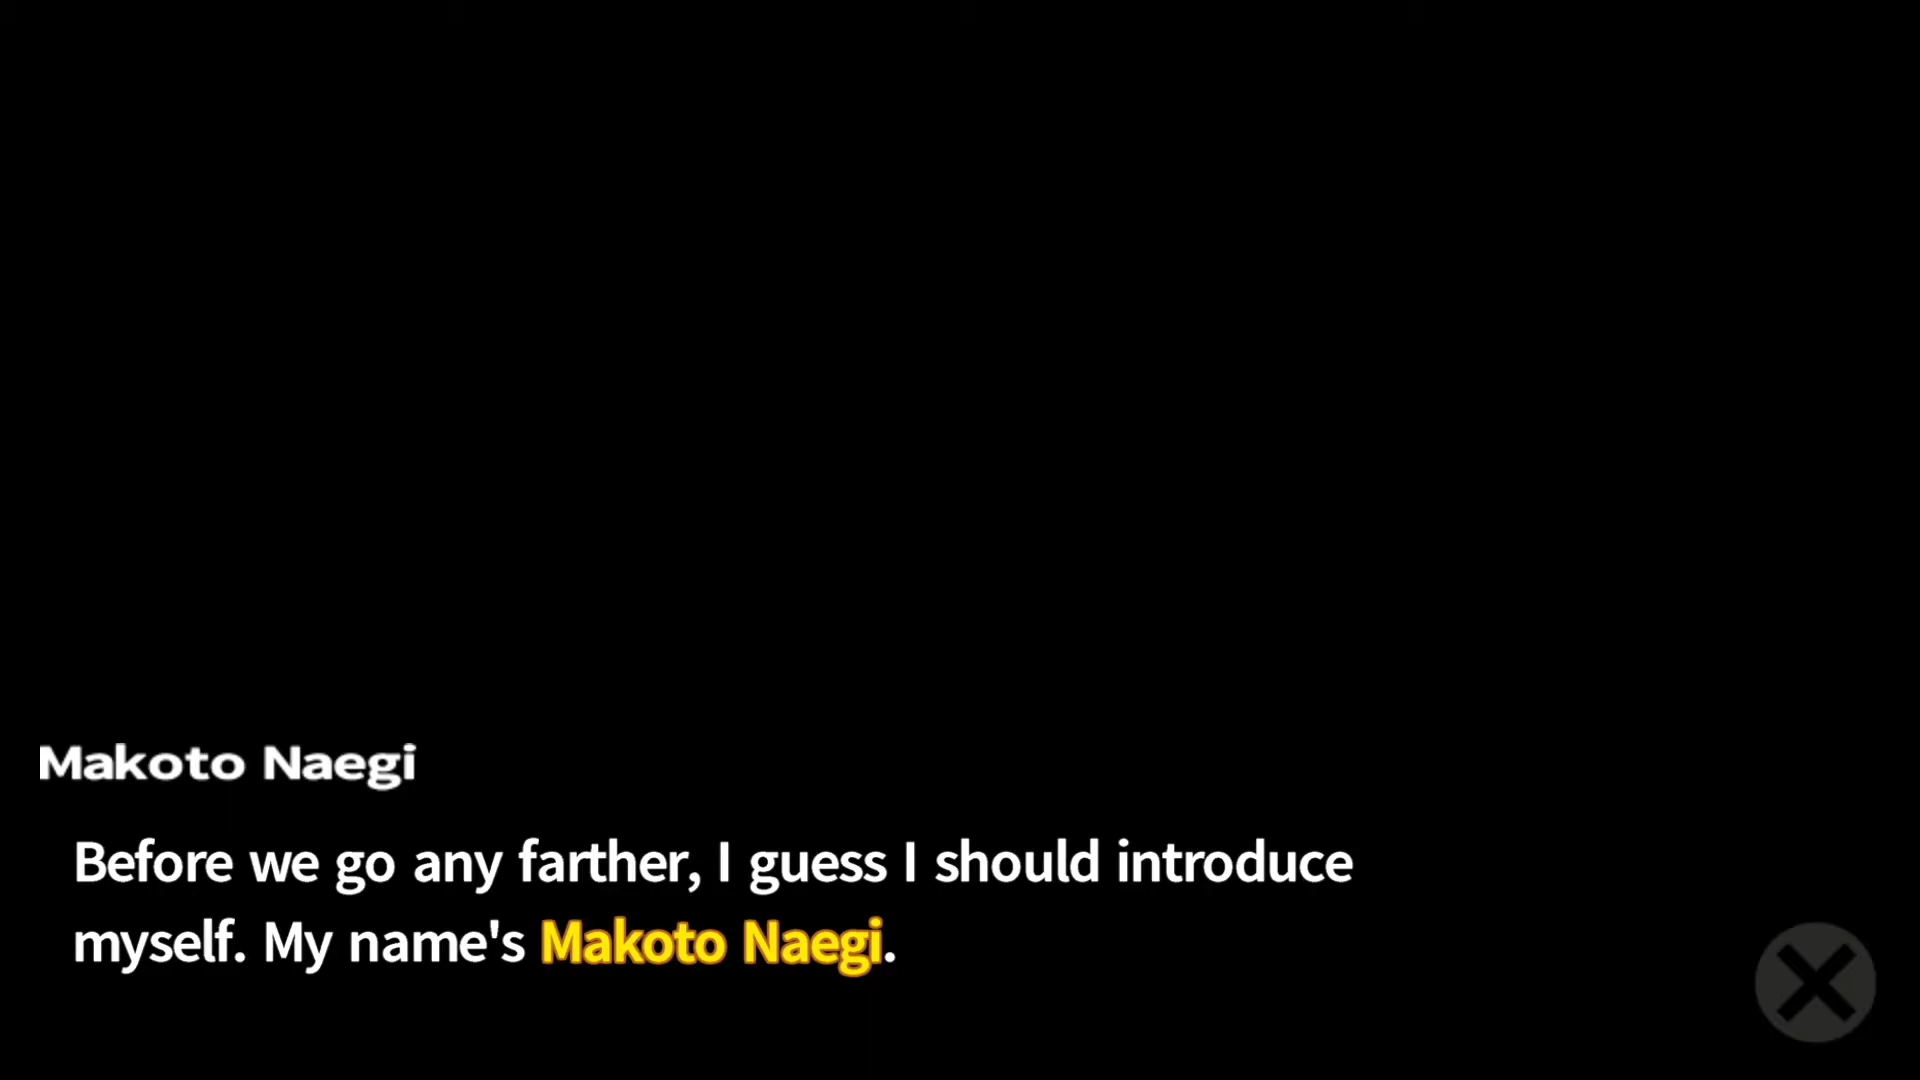 Makoto Naegi
Before we go any farther, I guess I should introduce
myself. My name's Makoto Naegi.